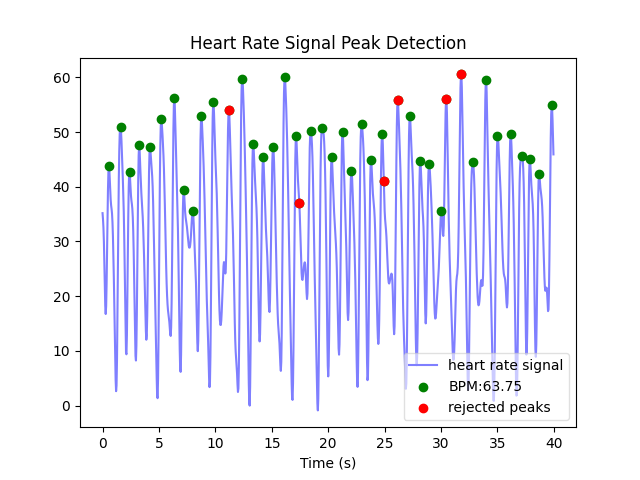 Heart Rate Signal Peak Detection
60
50
40
30
20
10
0
heart rate signal
BPM:63.75
rejected peaks
0 5 10 15 20 25 30 35 40
Time (s)